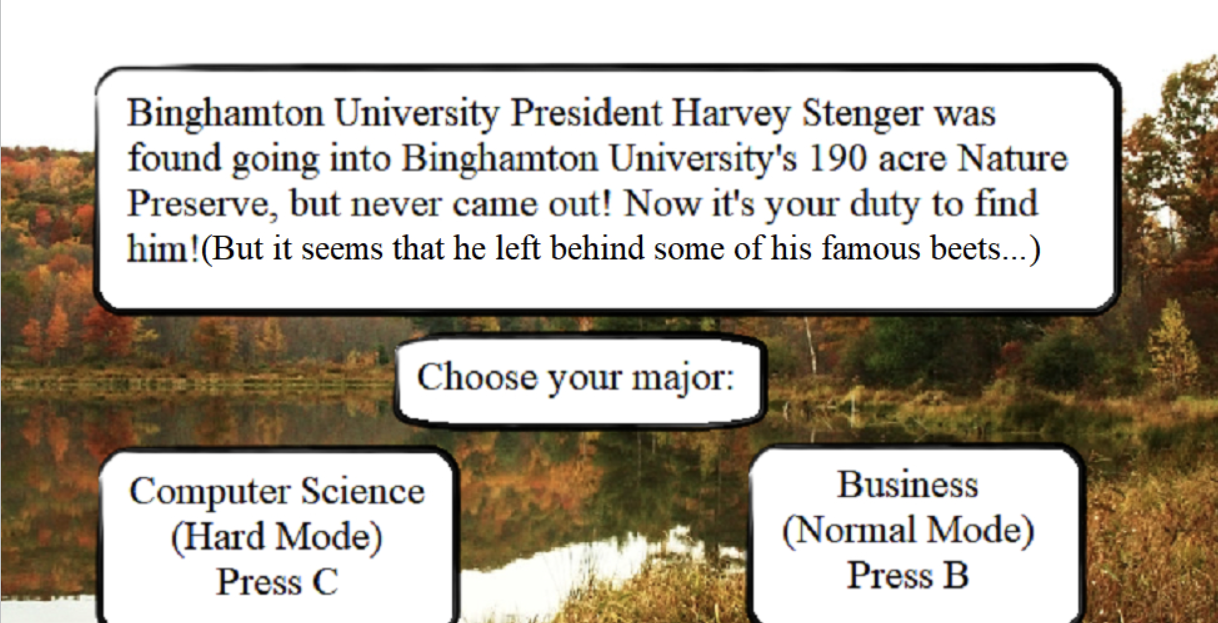 Binghamton University President Harvey Stenger was
found going into Binghamton University's 190 acre Nature
Preserve, but never came out! Now it's your duty to find
him!(But it seems that he left behind some of his famous beets...)
Choose your major:
Computer Science
(Hard Mode)
Press C
Business
(Normal Mode)
Press B